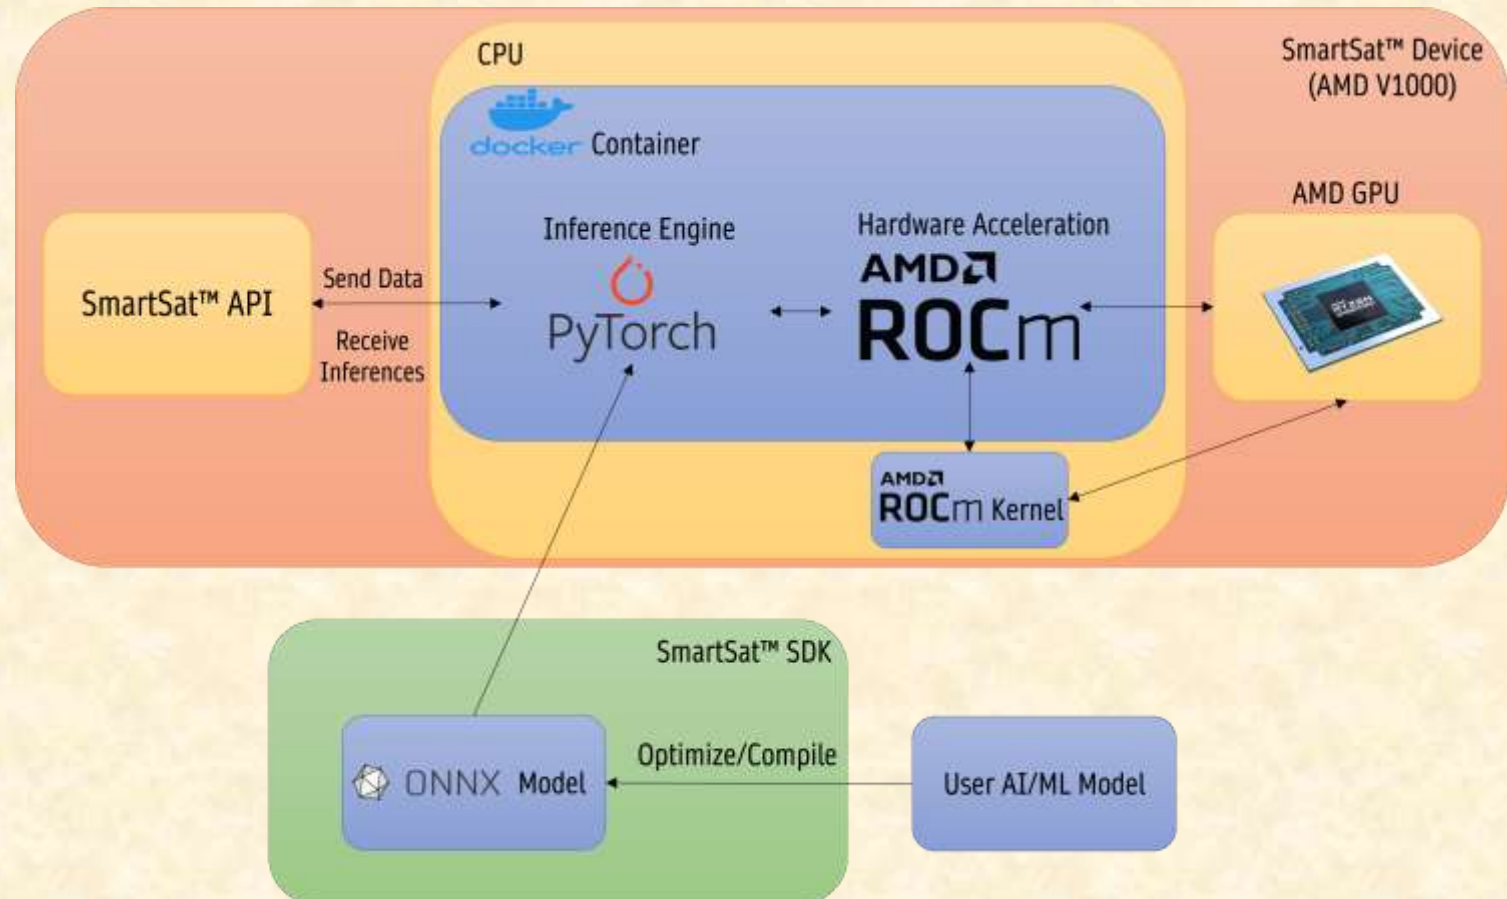 CPU
SmartSat™ Device
(AMD V1000)
docker Container
AMD GPU
Inference Engine
PyTorch
Hardware Acceleration
AMD
ROCm
SmartSat™ API
Send Data
Receive
Inferences
AMD
ROCm Kernel
SmartSat™ SDK
ONNX Model
Optimize/Compile
User AI/ML Model